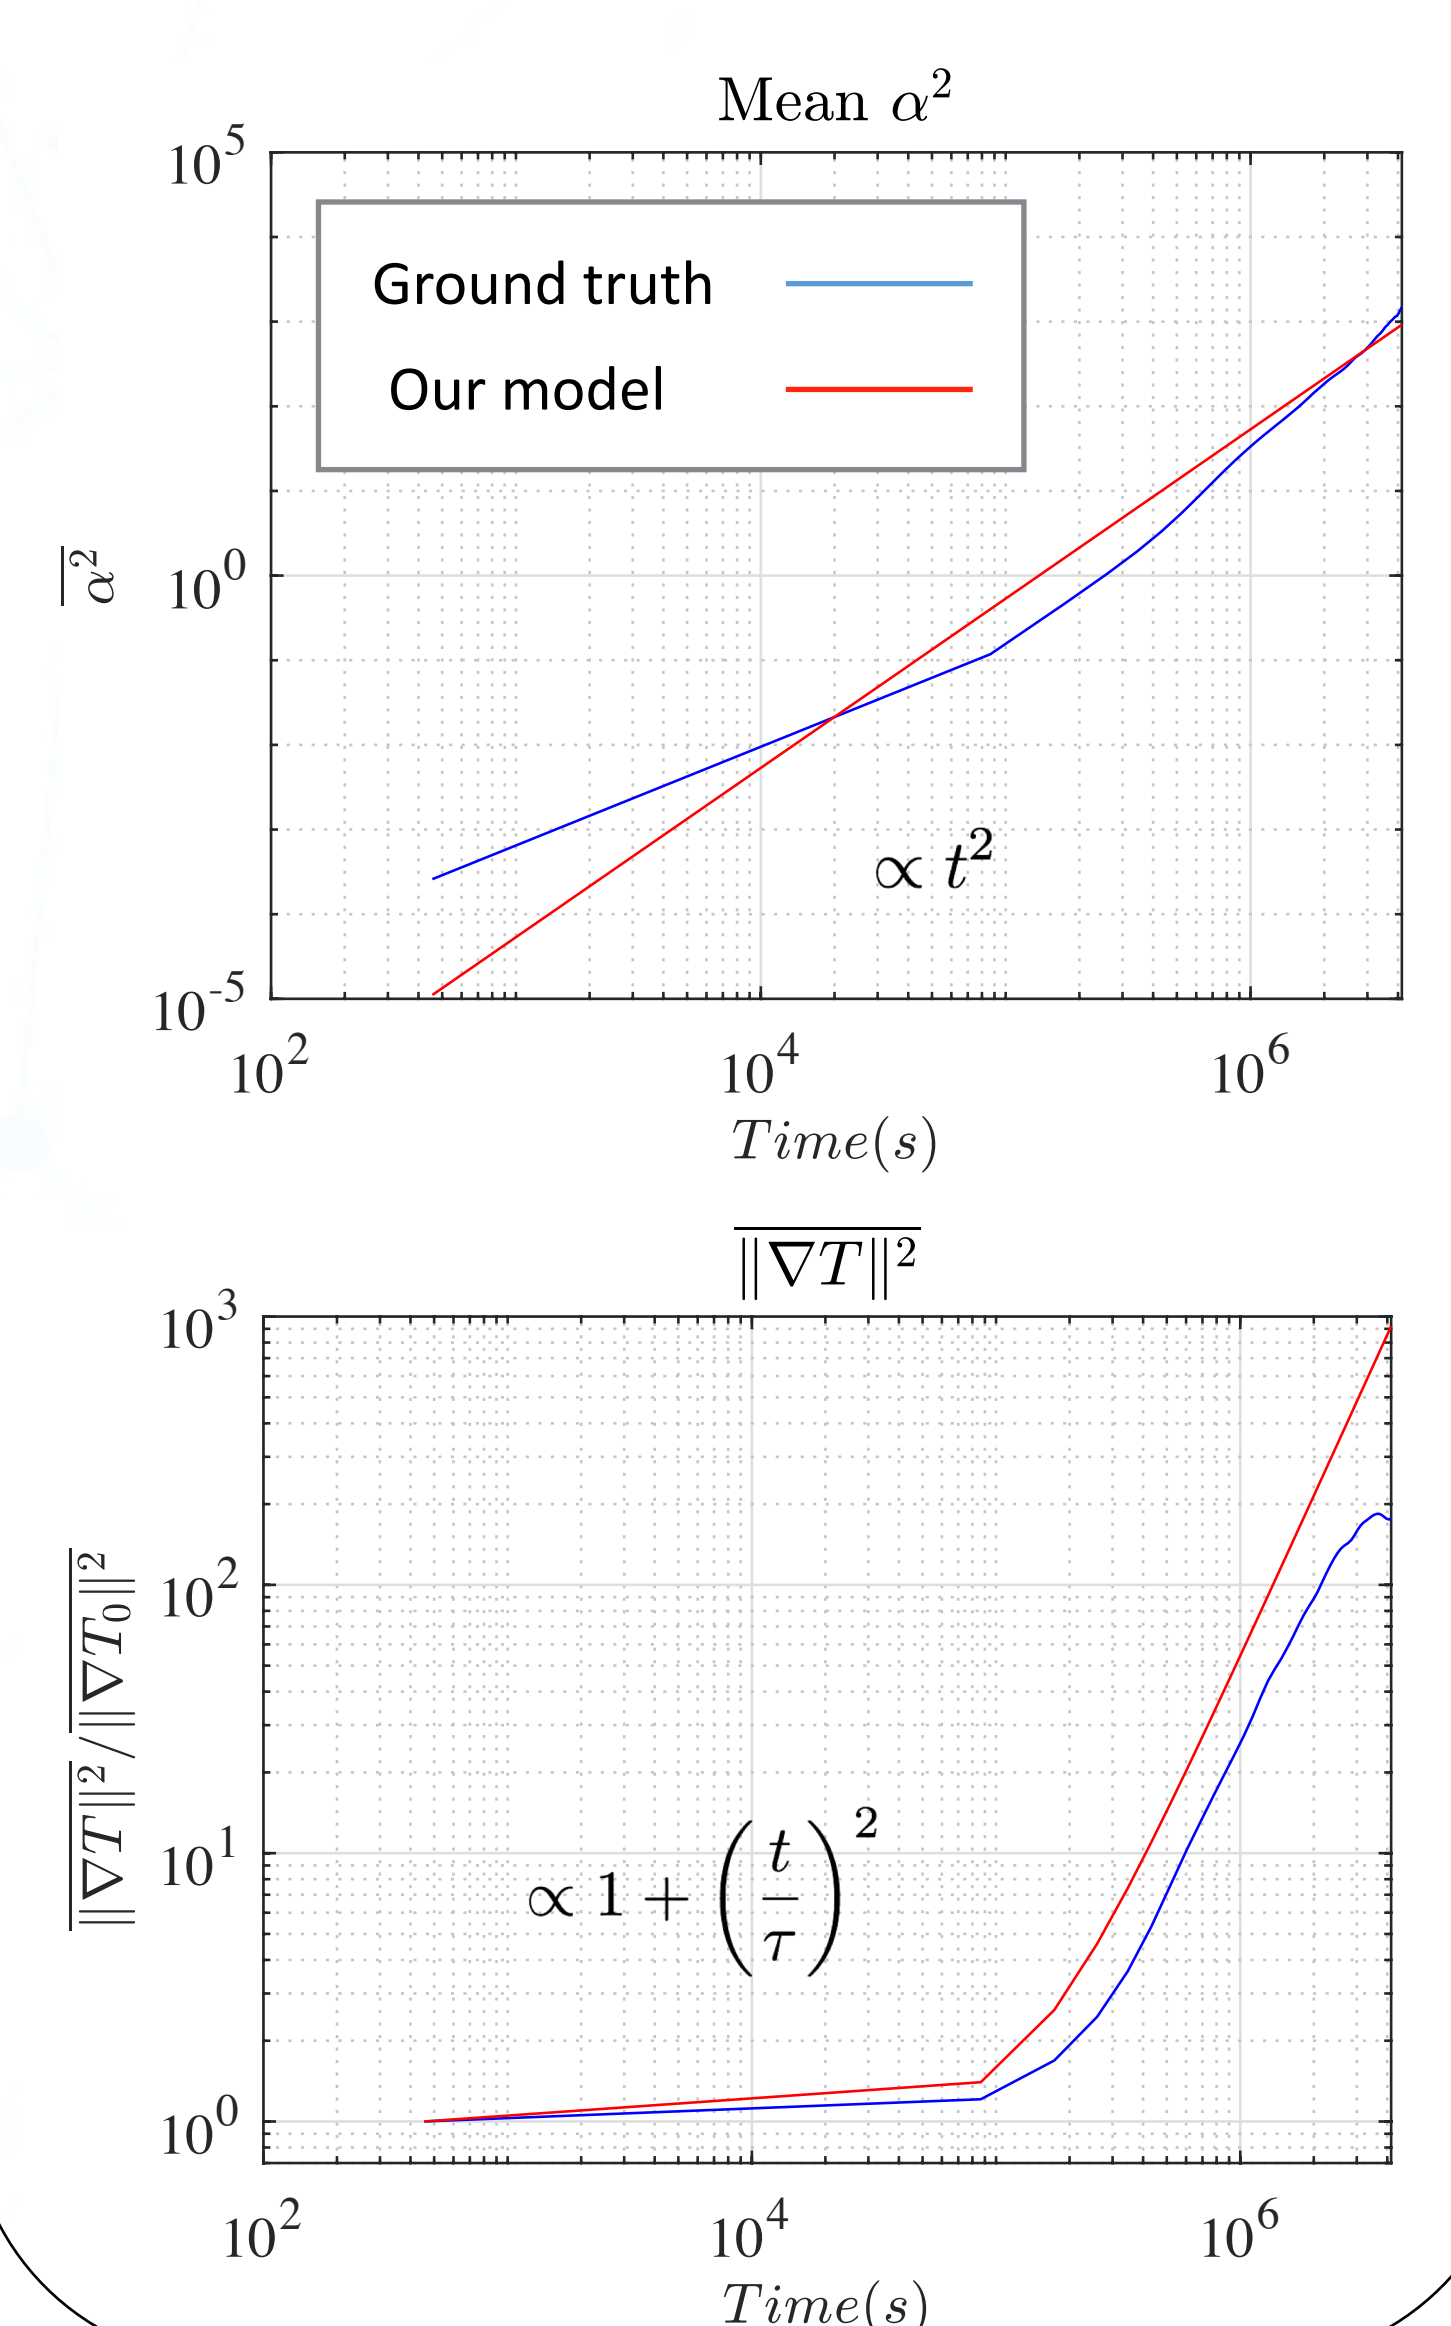 Mean α²
10⁵
Ground truth
Our model
α²
10⁰
∝ t²
10⁻⁵
10² 10⁴ 10⁶
Time(s)
‖∇T‖²
10³
‖∇T‖² / ‖∇T₀‖²
10²
10¹
∝ 1 + (t/τ)²
10⁰
10² 10⁴ 10⁶
Time(s)